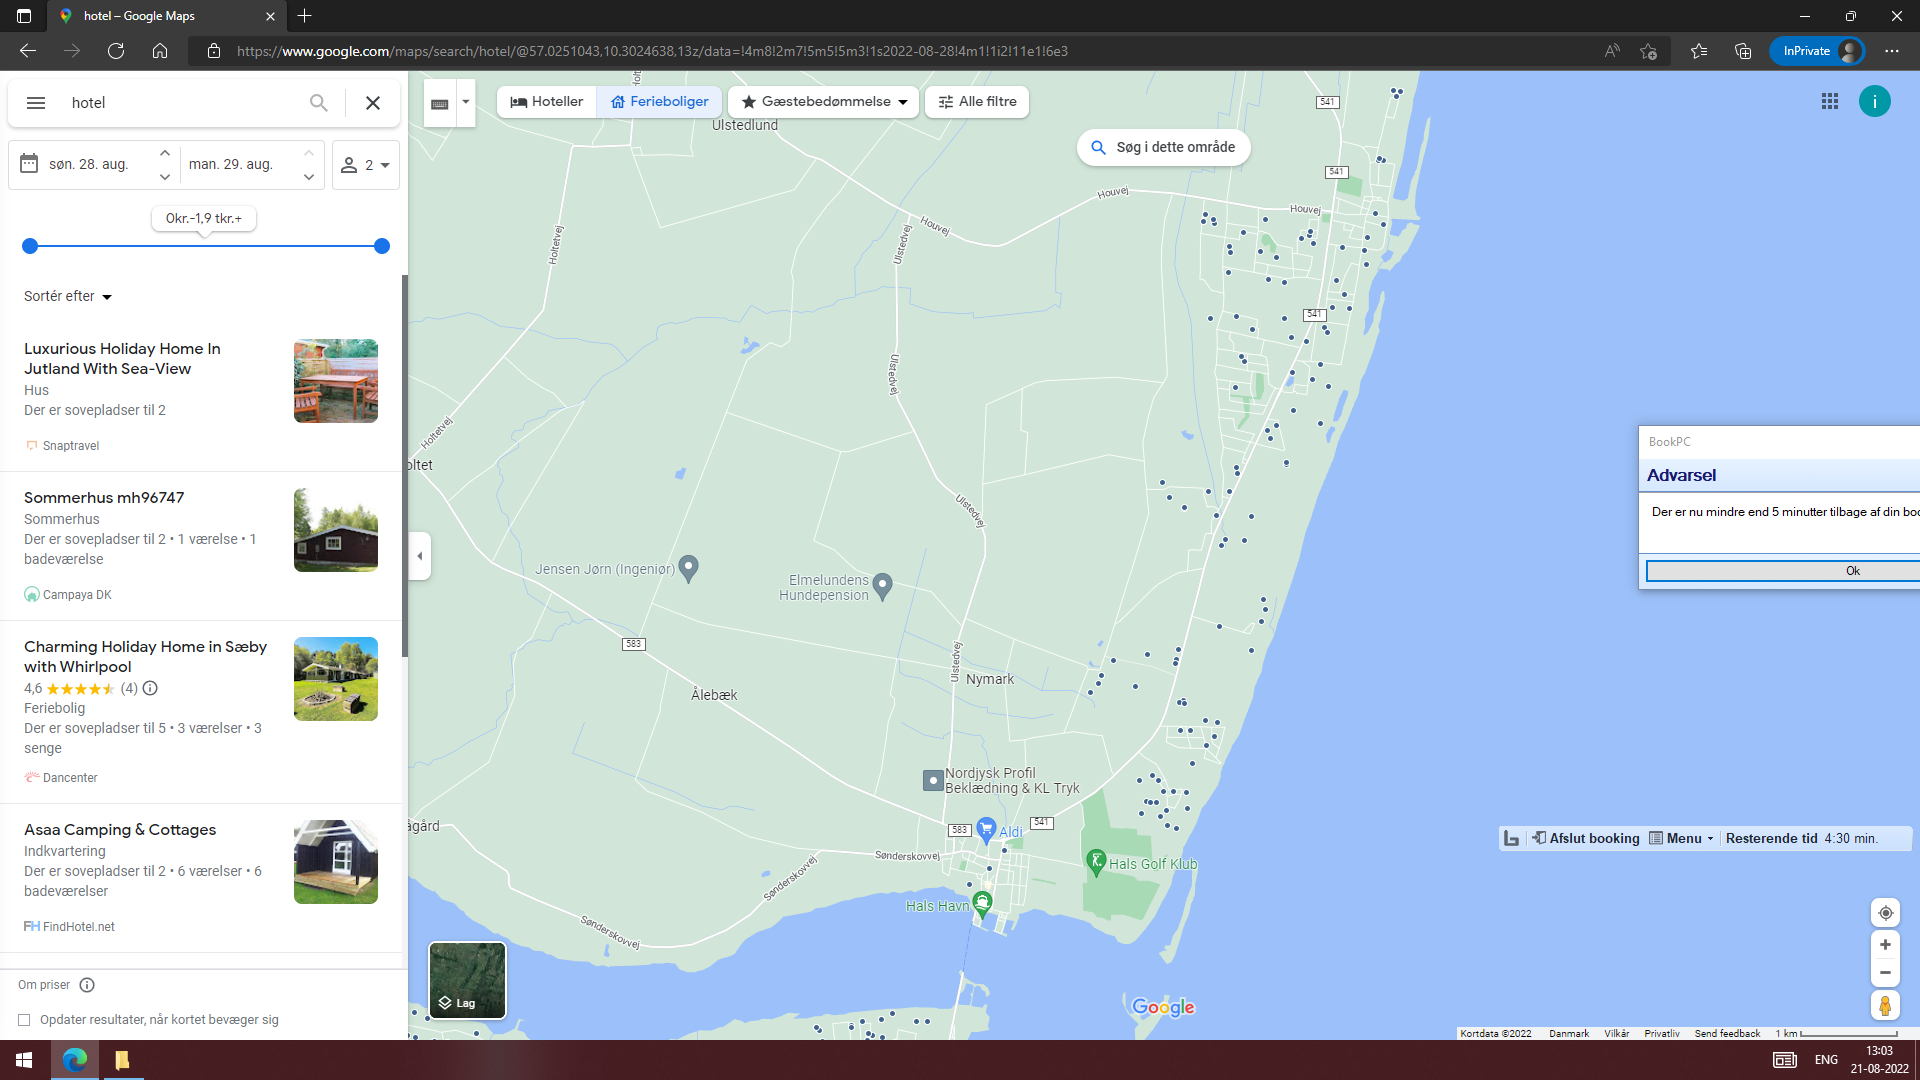 hotel – Google Maps
https://www.google.com/maps/search/hotel/@57.0251043,10.3024638,13z/data=!4m8!2m7!5m5!5m3!1s2022-08-28!4m1!1i2!11e1!6e3
InPrivate
hotel
søn. 28. aug.
man. 29. aug.
2
0kr.-1,9 tkr.+
Sortér efter
Luxurious Holiday Home In
Jutland With Sea-View
Hus
Der er sovepladser til 2
Snaptravel
Sommerhus mh96747
Sommerhus
Der er sovepladser til 2 • 1 værelse • 1
badeværelse
Campaya DK
Charming Holiday Home in Sæby
with Whirlpool
4,6 (4)
Feriebolig
Der er sovepladser til 5 • 3 værelser • 3
senge
Dancenter
Asaa Camping & Cottages
Indkvartering
Der er sovepladser til 2 • 6 værelser • 6
badeværelser
FH FindHotel.net
Om priser
Opdater resultater, når kortet bevæger sig
Hoteller
Ferieboliger
Gæstebedømmelse
Alle filtre
i
Søg i dette område
Ulstedlund
541
541
Houvej
Houvej
Houvej
Holtetvej
Ulstedvej
541
Ulstedvej
Holtetvej
oltet
Ulstedvej
Jensen Jørn (Ingeniør)
Elmelundens
Hundepension
583
Ulstedvej
Nymark
Ålebæk
Nordjysk Profil
Beklædning & KL Tryk
ågård
583
Aldi
541
Sønderskovvej
Sønderskovvej
Hals Golf Klub
Hals Havn
Sønderskovvej
Lag
Google
BookPC
Advarsel
Der er nu mindre end 5 minutter tilbage af din boo
Ok
Afslut booking
Menu
Resterende tid 4:30 min.
Kortdata ©2022
Danmark
Vilkår
Privatliv
Send feedback
1 km
ENG
13:03
21-08-2022